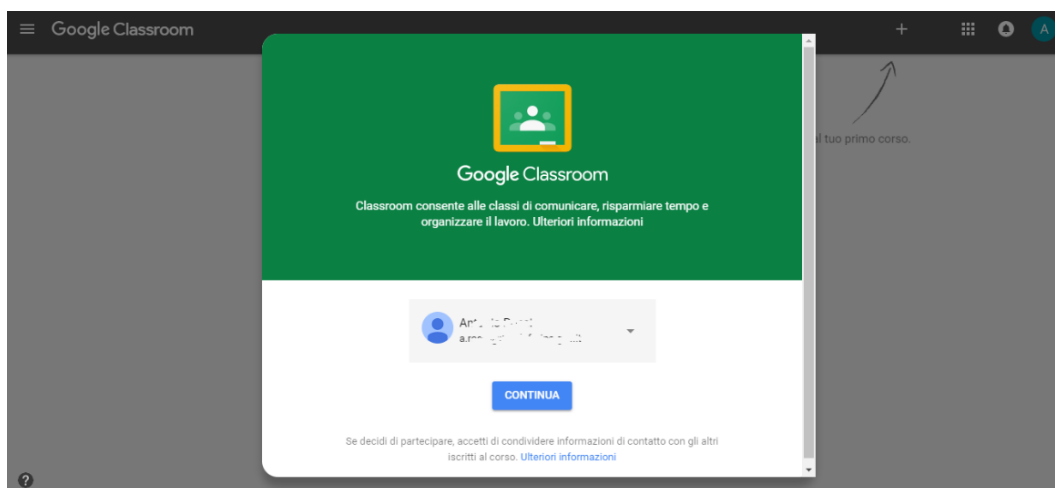 Google Classroom
A
al tuo primo corso.
Google Classroom
Classroom consente alle classi di comunicare, risparmiare tempo e
organizzare il lavoro. Ulteriori informazioni
CONTINUA
Se decidi di partecipare, accetti di condividere informazioni di contatto con gli altri
iscritti al corso. Ulteriori informazioni